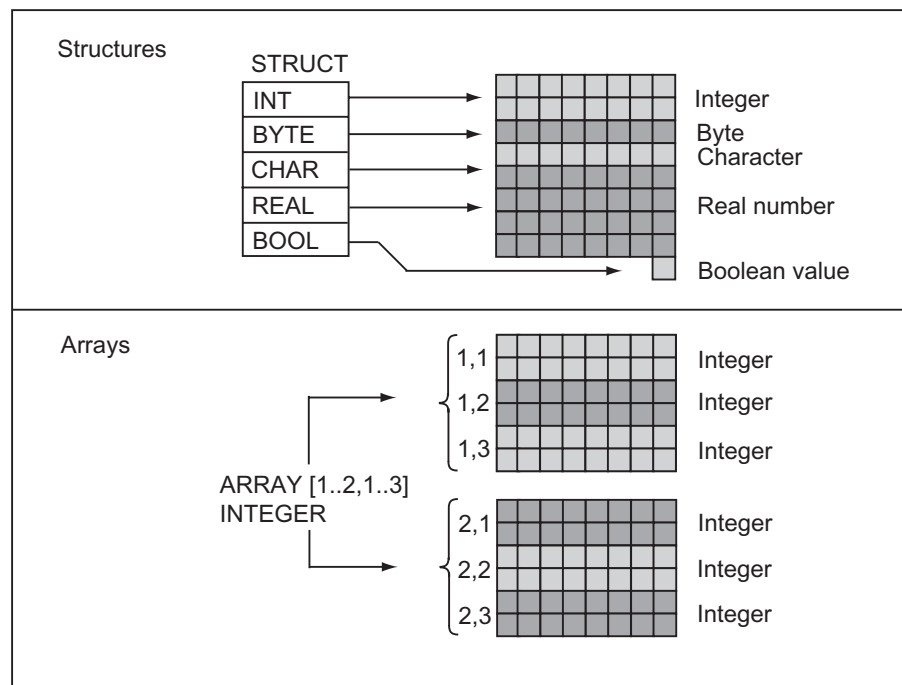 Structures
STRUCT
INT
BYTE
CHAR
REAL
BOOL
Integer
Byte
Character
Real number
Boolean value
Arrays
ARRAY [1..2,1..3]
INTEGER
1,1
Integer
1,2
Integer
1,3
Integer
2,1
Integer
2,2
Integer
2,3
Integer